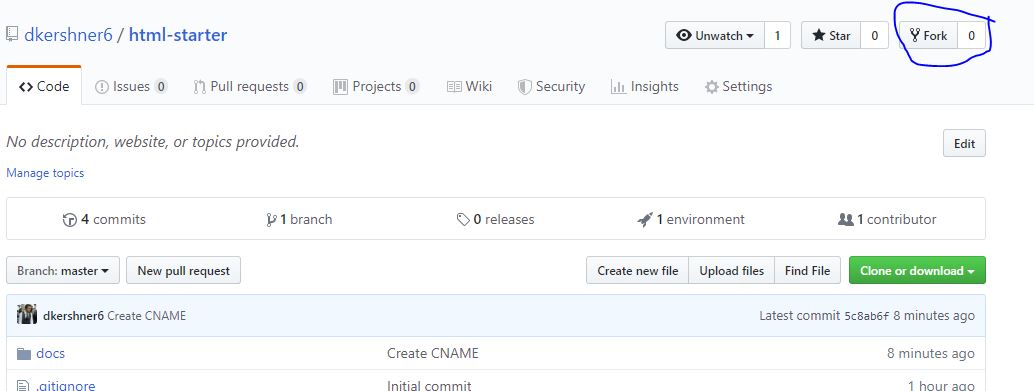 dkershner6 / html-starter Unwatch 1 Star 0 Fork 0
Code Issues 0 Pull requests 0 Projects 0 Wiki Security Insights Settings
No description, website, or topics provided. Edit
Manage topics
4 commits 1 branch 0 releases 1 environment 1 contributor
Branch: master New pull request Create new file Upload files Find File Clone or download
dkershner6 Create CNAME Latest commit 5c8ab6f 8 minutes ago
docs Create CNAME 8 minutes ago
.gitignore Initial commit 1 hour ago